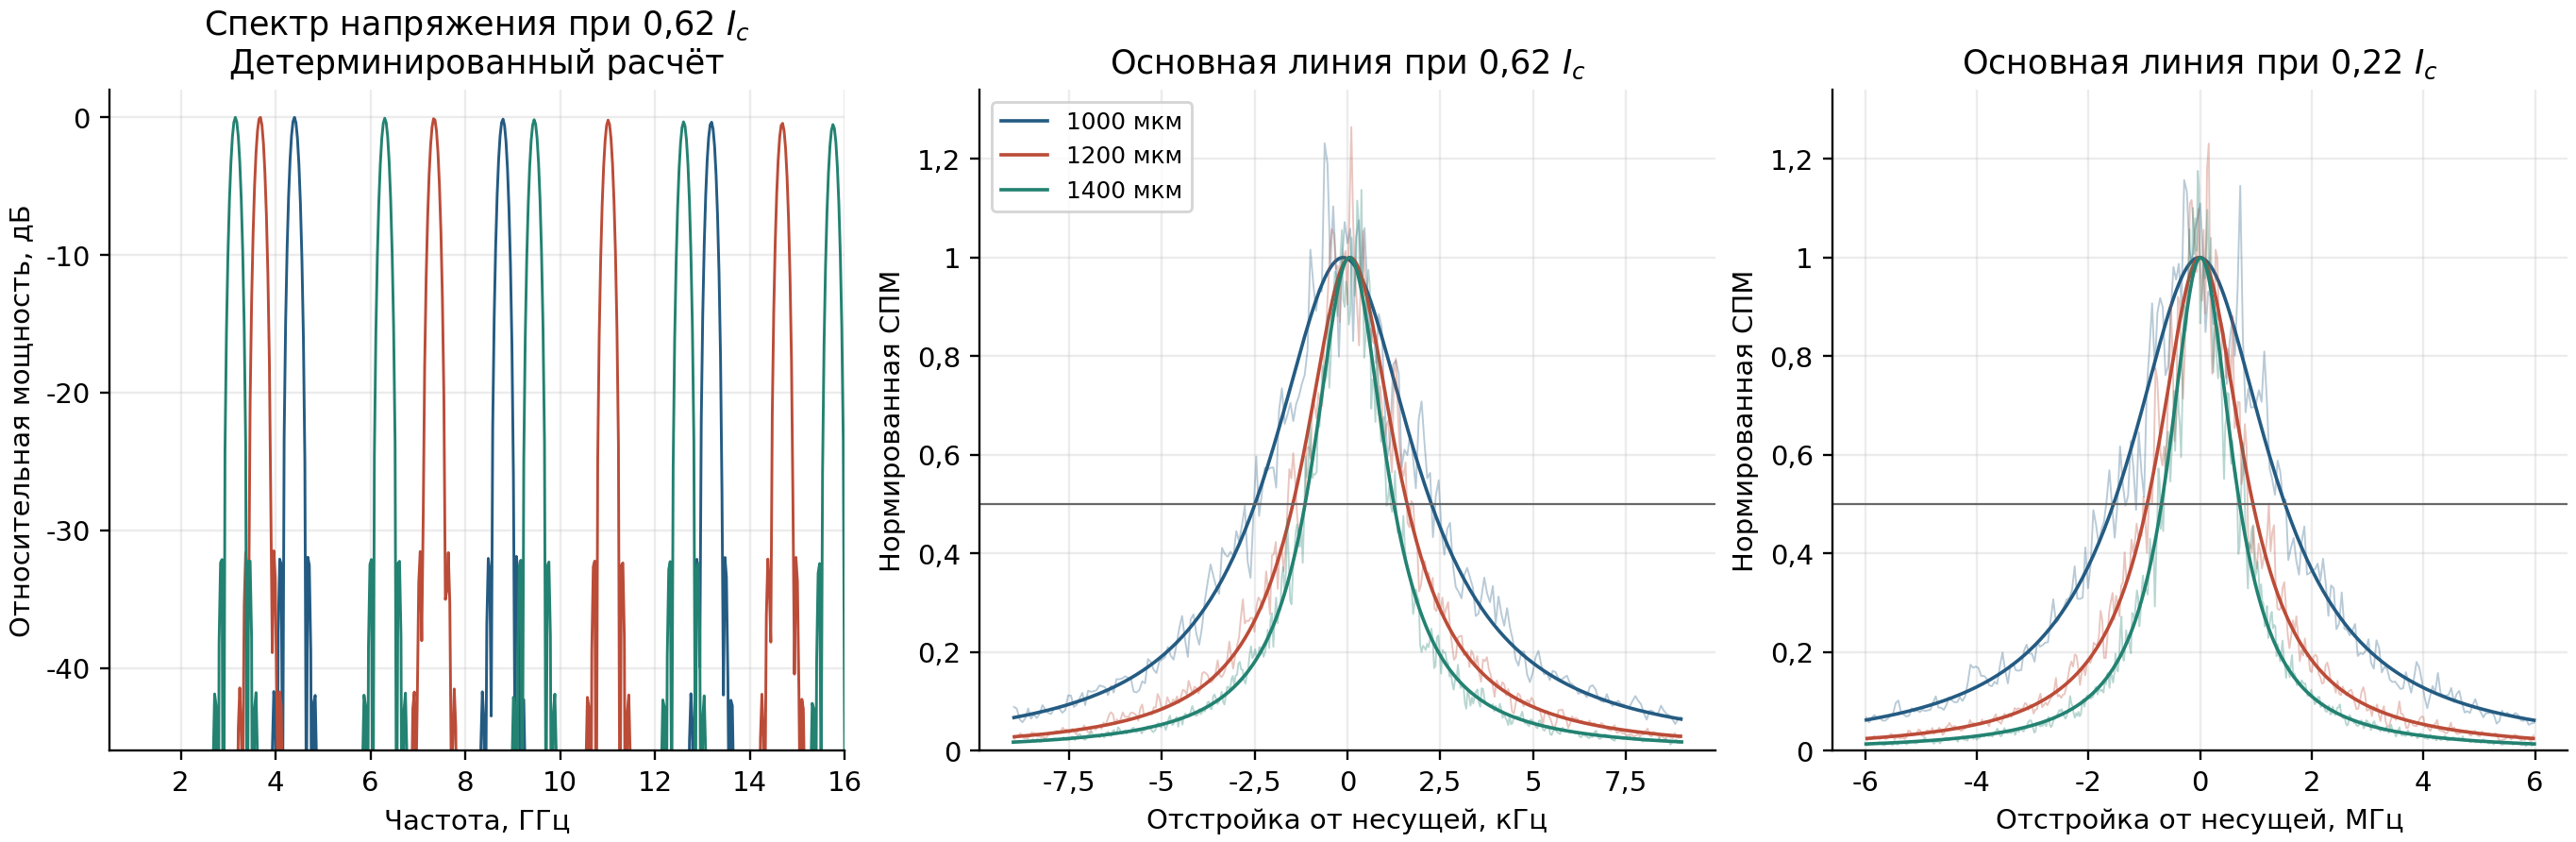 Спектр напряжения при 0,62 I_c
Детерминированный расчёт
Относительная мощность, дБ
0
-10
-20
-30
-40
2 4 6 8 10 12 14 16
Частота, ГГц
Основная линия при 0,62 I_c
Нормированная СПМ
1000 мкм
1200 мкм
1400 мкм
1,2
1
0,8
0,6
0,4
0,2
0
-7,5 -5 -2,5 0 2,5 5 7,5
Отстройка от несущей, кГц
Основная линия при 0,22 I_c
Нормированная СПМ
1,2
1
0,8
0,6
0,4
0,2
0
-6 -4 -2 0 2 4 6
Отстройка от несущей, МГц